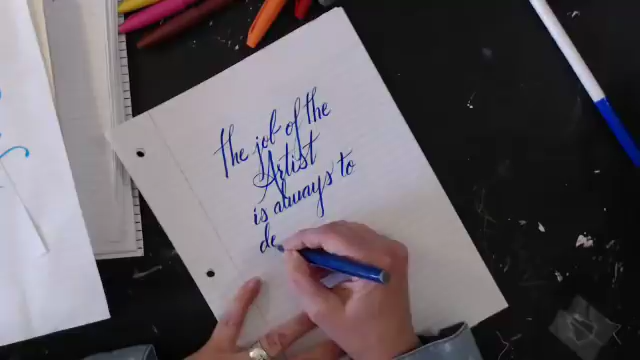 the job of the
Artist
is always to
de